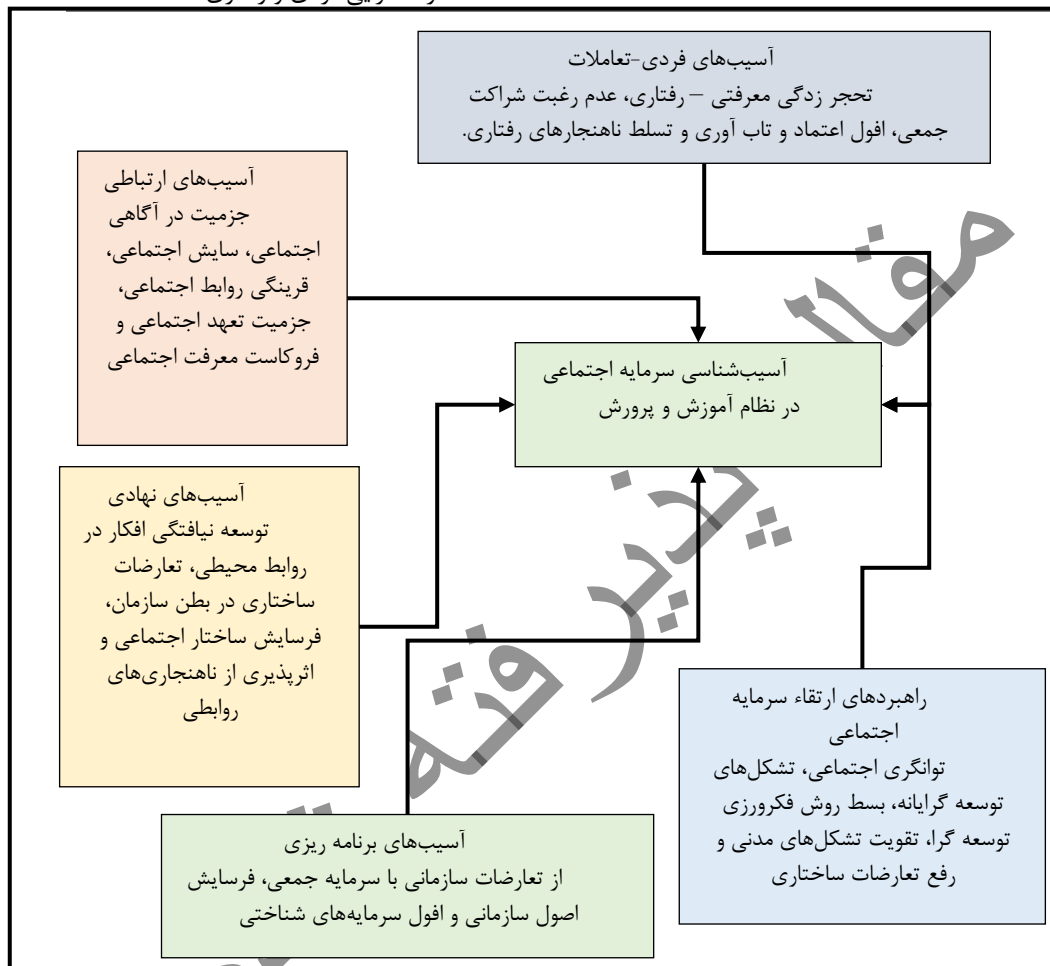 آسیب‌های فردی-تعاملات
تحجر زدگی معرفتی – رفتاری، عدم رغبت شراکت
جمعی، افول اعتماد و تاب آوری و تسلط ناهنجارهای رفتاری.
آسیب‌های ارتباطی
جزمیت در آگاهی
اجتماعی، سایش اجتماعی،
قرینگی روابط اجتماعی،
جزمیت تعهد اجتماعی و
فروکاست معرفت اجتماعی
آسیب‌شناسی سرمایه اجتماعی
در نظام آموزش و پرورش
آسیب‌های نهادی
توسعه نیافتگی افکار در
روابط محیطی، تعارضات
ساختاری در بطن سازمان،
فرسایش ساختار اجتماعی و
اثرپذیری از ناهنجاری‌های
روابطی
راهبردهای ارتقاء سرمایه
اجتماعی
توانگری اجتماعی، تشکل‌های
توسعه گرایانه، بسط روش فکرورزی
توسعه گرا، تقویت تشکل‌های مدنی و
رفع تعارضات ساختاری
آسیب‌های برنامه ریزی
از تعارضات سازمانی با سرمایه جمعی، فرسایش
اصول سازمانی و افول سرمایه‌های شناختی